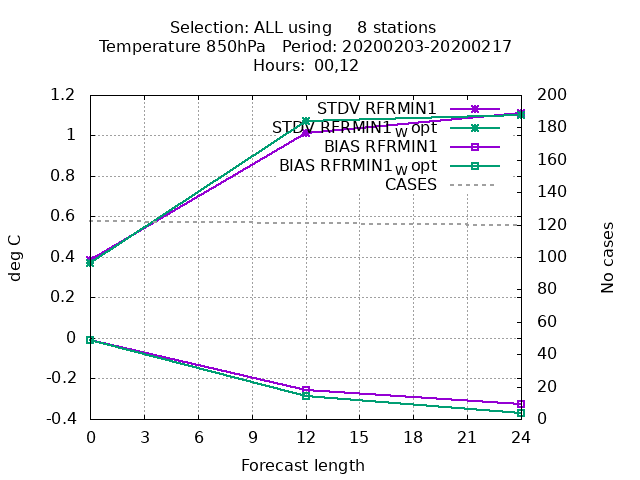 Selection: ALL using     8 stations
Temperature 850hPa   Period: 20200203-20200217
Hours: 00,12
1.2
1
0.8
0.6
0.4
0.2
0
-0.2
-0.4
200
180
160
140
120
100
80
60
40
20
0
STDV RFRMIN1
STDV RFRMIN1w opt
BIAS RFRMIN1
BIAS RFRMIN1w opt
CASES
deg C
No cases
0 3 6 9 12 15 18 21 24
Forecast length